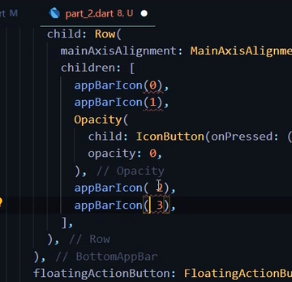 rt M part_2.dart 8, U
child: Row(
mainAxisAlignment: MainAxisAlignme
children: [
appBarIcon(0),
appBarIcon(1),
Opacity(
child: IconButton(onPressed: (
opacity: 0,
), // Opacity
appBarIcon( 2),
appBarIcon( 3),
],
), // Row
), // BottomAppBar
floatingActionButton: FloatingActionBu